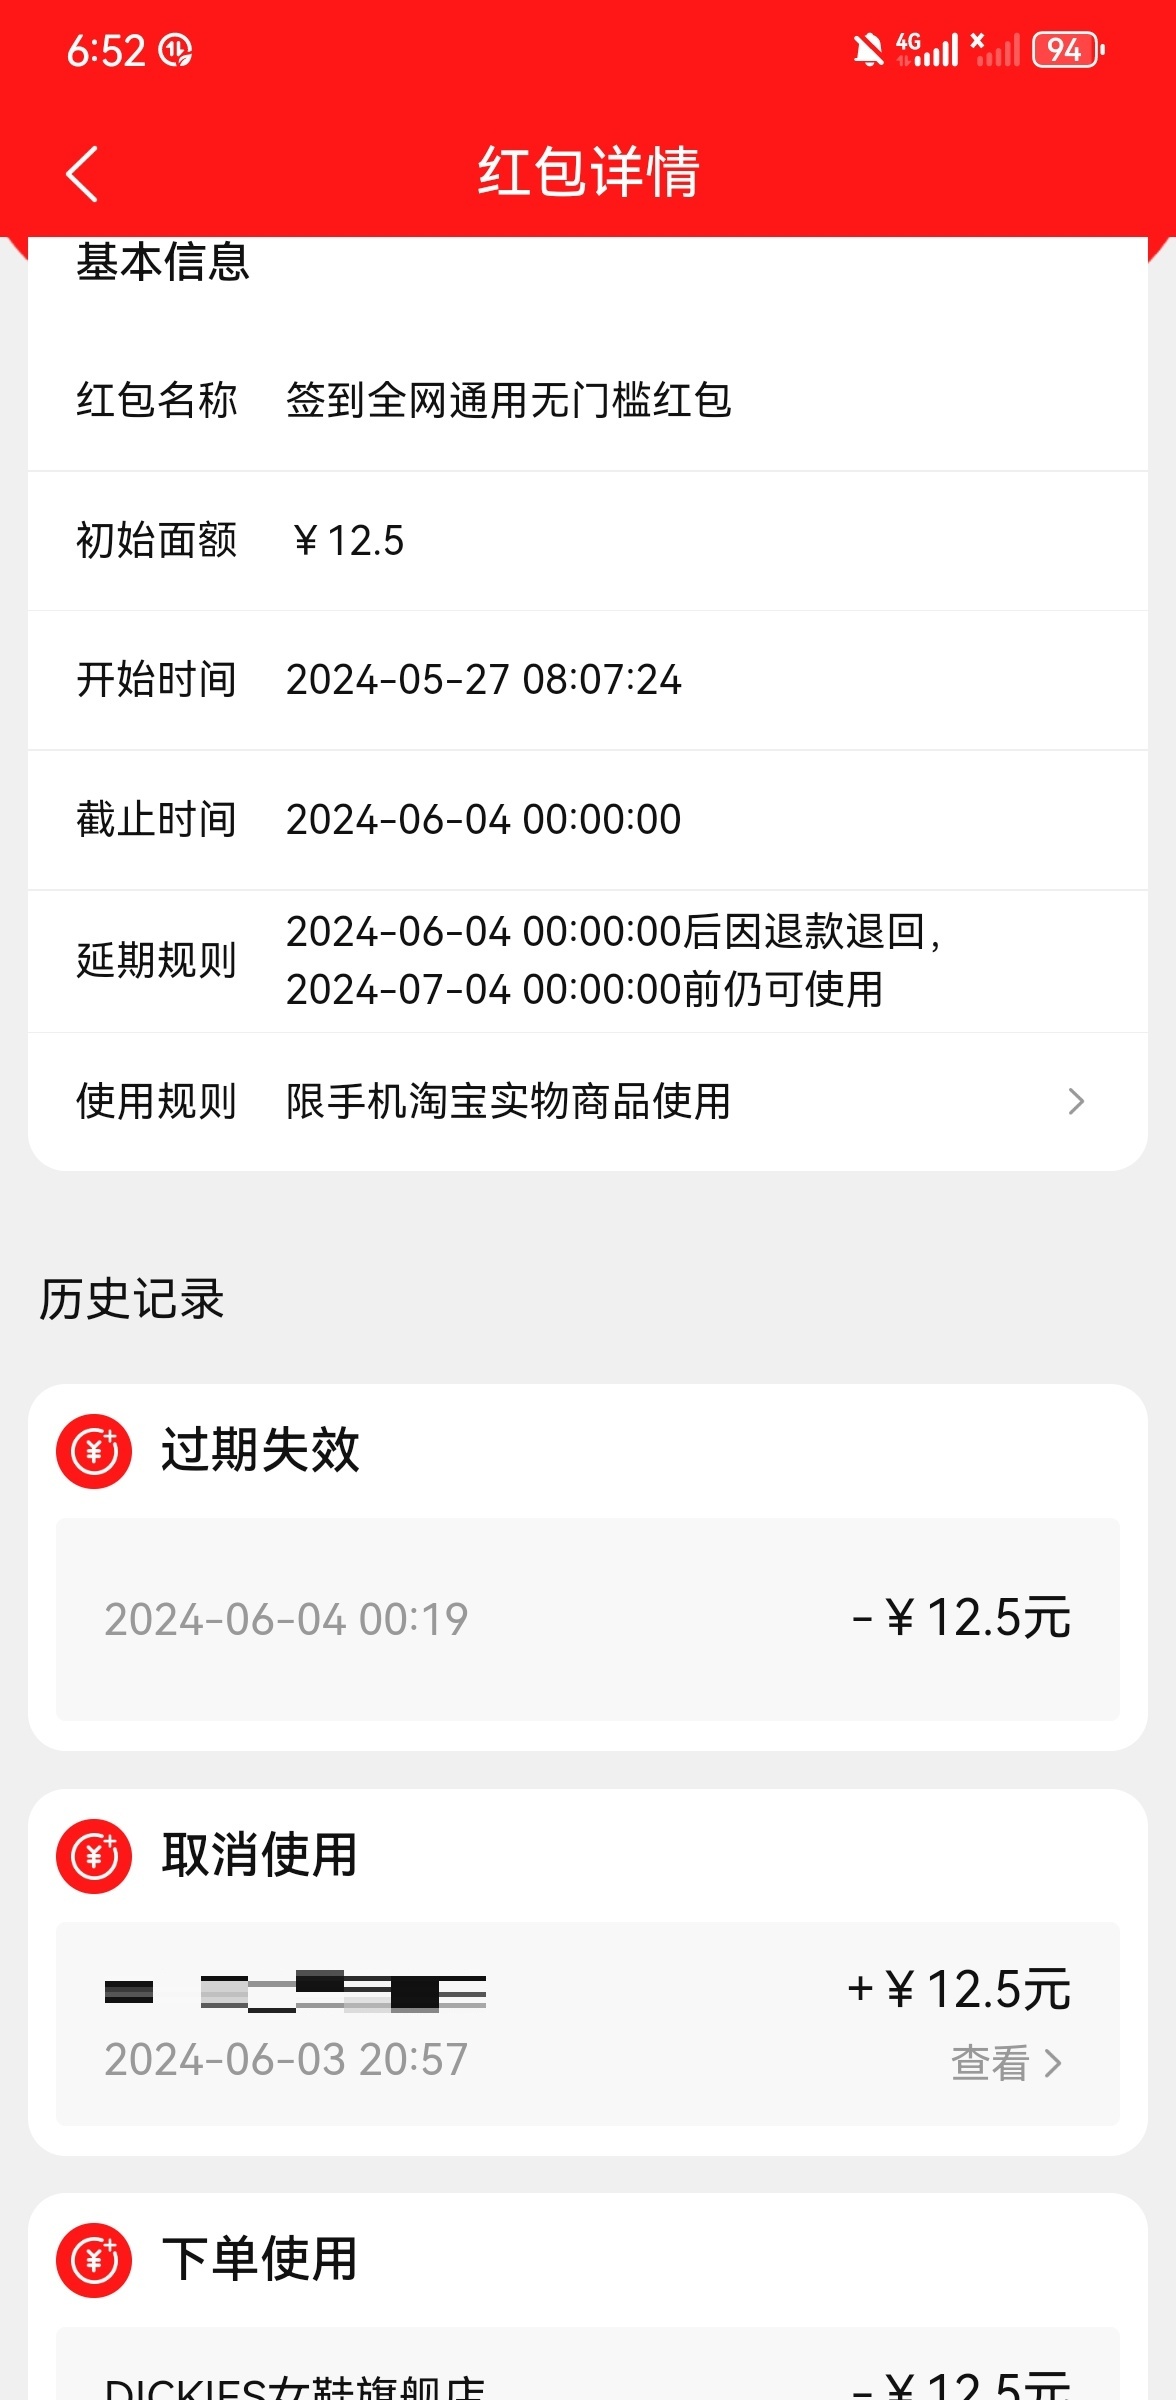 6:52
4G
94
红包详情
基本信息
红包名称 签到全网通用无门槛红包
初始面额 ¥12.5
开始时间 2024-05-27 08:07:24
截止时间 2024-06-04 00:00:00
延期规则 2024-06-04 00:00:00后因退款退回，
2024-07-04 00:00:00前仍可使用
使用规则 限手机淘宝实物商品使用
历史记录
过期失效
2024-06-04 00:19 -¥12.5元
取消使用
+¥12.5元
2024-06-03 20:57 查看
下单使用
DICKIES女鞋旗舰店 -¥12.5元